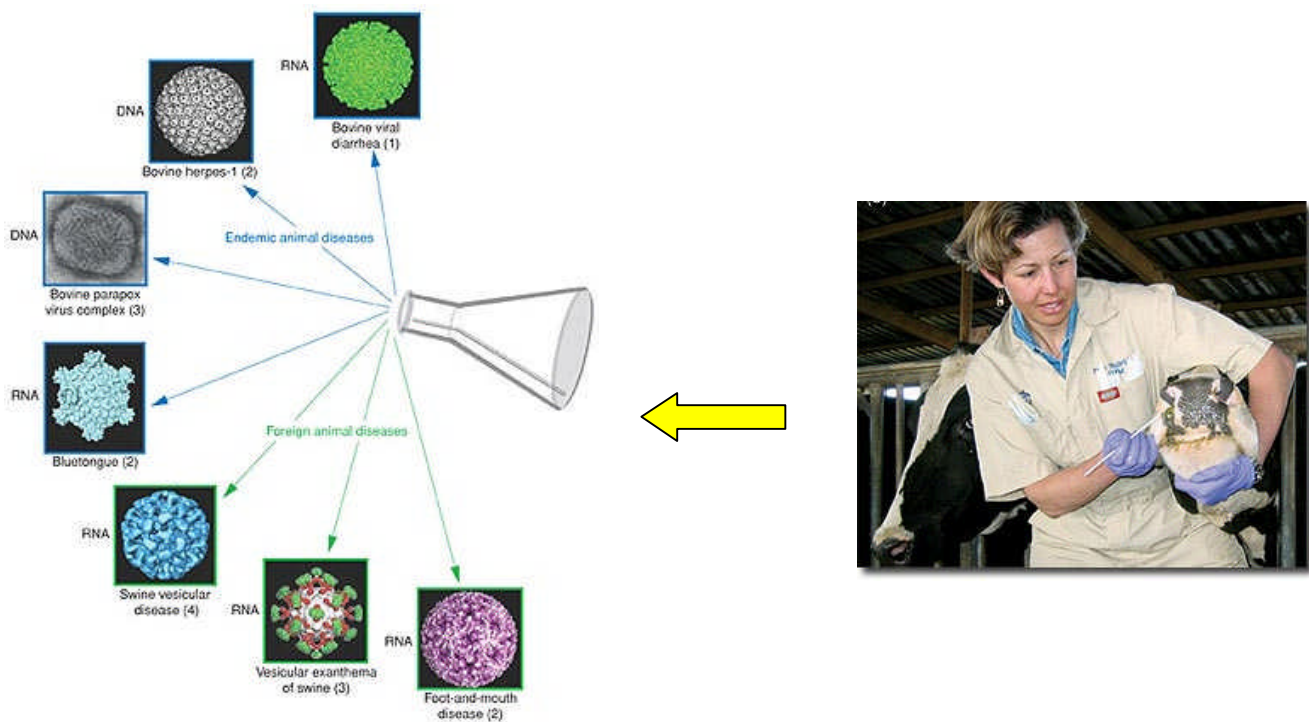 RNA
Bovine viral
diarrhea (1)
DNA
Bovine herpes-1 (2)
DNA
Bovine parapox
virus complex (3)
Endemic animal diseases
RNA
Bluetongue (2)
Foreign animal diseases
RNA
Swine vesicular
disease (4)
RNA
Vesicular exanthema
of swine (3)
RNA
Foot-and-mouth
disease (2)